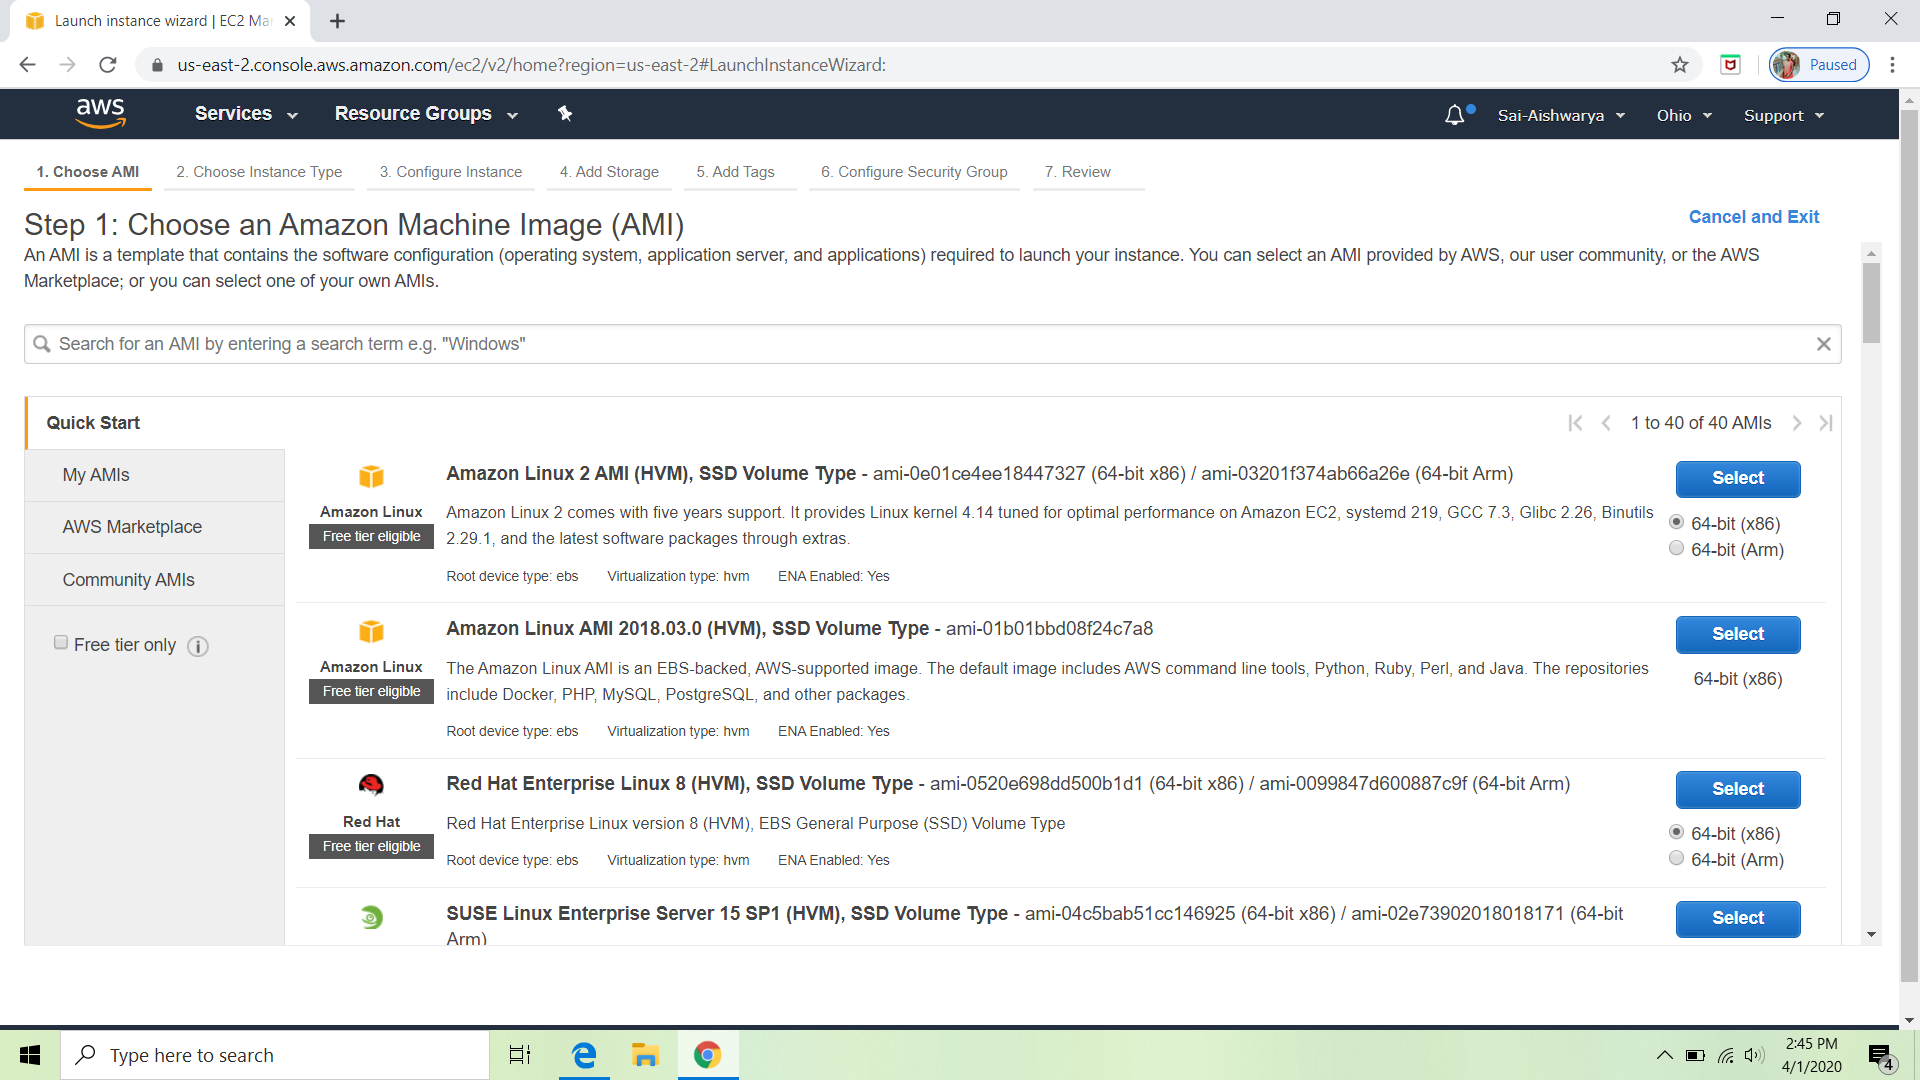 Launch instance wizard | EC2 Ma
us-east-2.console.aws.amazon.com/ec2/v2/home?region=us-east-2#LaunchInstanceWizard:
Paused
aws
Services
Resource Groups
Sai-Aishwarya
Ohio
Support
1. Choose AMI
2. Choose Instance Type
3. Configure Instance
4. Add Storage
5. Add Tags
6. Configure Security Group
7. Review
Step 1: Choose an Amazon Machine Image (AMI)
Cancel and Exit
An AMI is a template that contains the software configuration (operating system, application server, and applications) required to launch your instance. You can select an AMI provided by AWS, our user community, or the AWS
Marketplace; or you can select one of your own AMIs.
Search for an AMI by entering a search term e.g. "Windows"
Quick Start
1 to 40 of 40 AMIs
My AMIs
AWS Marketplace
Community AMIs
Free tier only
Amazon Linux
Free tier eligible
Amazon Linux 2 AMI (HVM), SSD Volume Type - ami-0e01ce4ee18447327 (64-bit x86) / ami-03201f374ab66a26e (64-bit Arm)
Amazon Linux 2 comes with five years support. It provides Linux kernel 4.14 tuned for optimal performance on Amazon EC2, systemd 219, GCC 7.3, Glibc 2.26, Binutils
2.29.1, and the latest software packages through extras.
Root device type: ebs Virtualization type: hvm ENA Enabled: Yes
Select
64-bit (x86)
64-bit (Arm)
Amazon Linux
Free tier eligible
Amazon Linux AMI 2018.03.0 (HVM), SSD Volume Type - ami-01b01bbd08f24c7a8
The Amazon Linux AMI is an EBS-backed, AWS-supported image. The default image includes AWS command line tools, Python, Ruby, Perl, and Java. The repositories
include Docker, PHP, MySQL, PostgreSQL, and other packages.
Root device type: ebs Virtualization type: hvm ENA Enabled: Yes
Select
64-bit (x86)
Red Hat
Free tier eligible
Red Hat Enterprise Linux 8 (HVM), SSD Volume Type - ami-0520e698dd500b1d1 (64-bit x86) / ami-0099847d600887c9f (64-bit Arm)
Red Hat Enterprise Linux version 8 (HVM), EBS General Purpose (SSD) Volume Type
Root device type: ebs Virtualization type: hvm ENA Enabled: Yes
Select
64-bit (x86)
64-bit (Arm)
SUSE Linux Enterprise Server 15 SP1 (HVM), SSD Volume Type - ami-04c5bab51cc146925 (64-bit x86) / ami-02e73902018018171 (64-bit
Arm)
Select
Type here to search
2:45 PM
4/1/2020
4